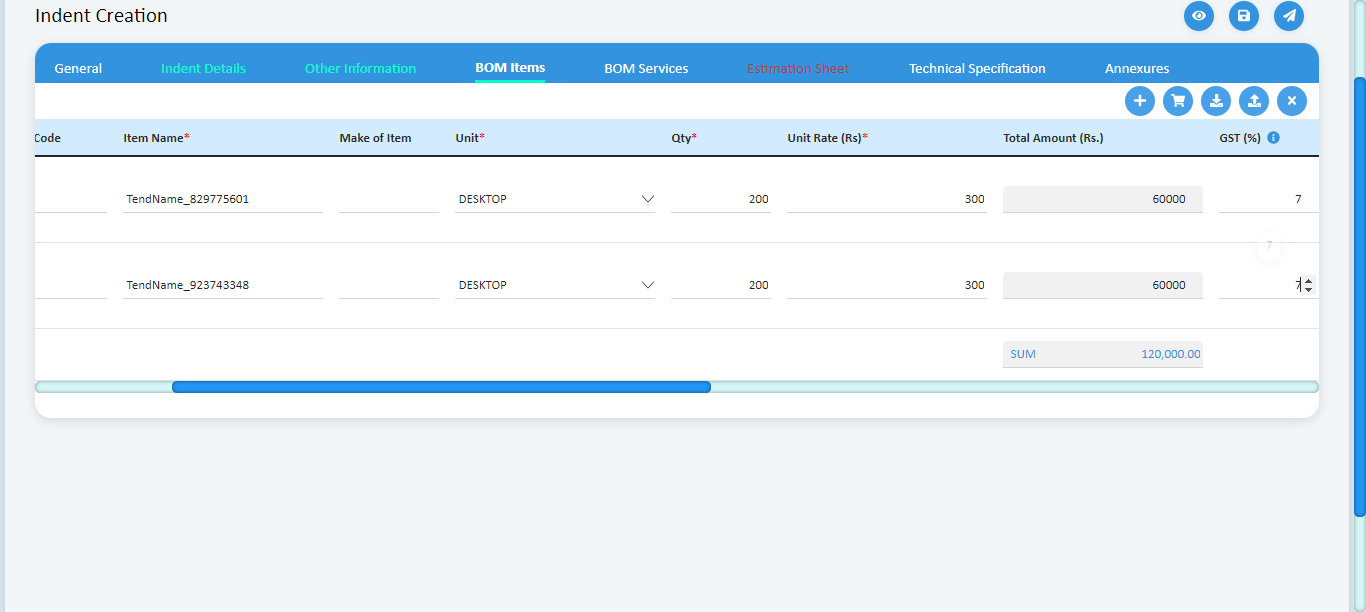 Indent Creation
General Indent Details Other Information BOM Items BOM Services Estimation Sheet Technical Specification Annexures
Code Item Name* Make of Item Unit* Qty* Unit Rate (Rs)* Total Amount (Rs.) GST (%)
TendName_829775601 DESKTOP 200 300 60000 7
7
TendName_923743348 DESKTOP 200 300 60000 7
SUM 120,000.00